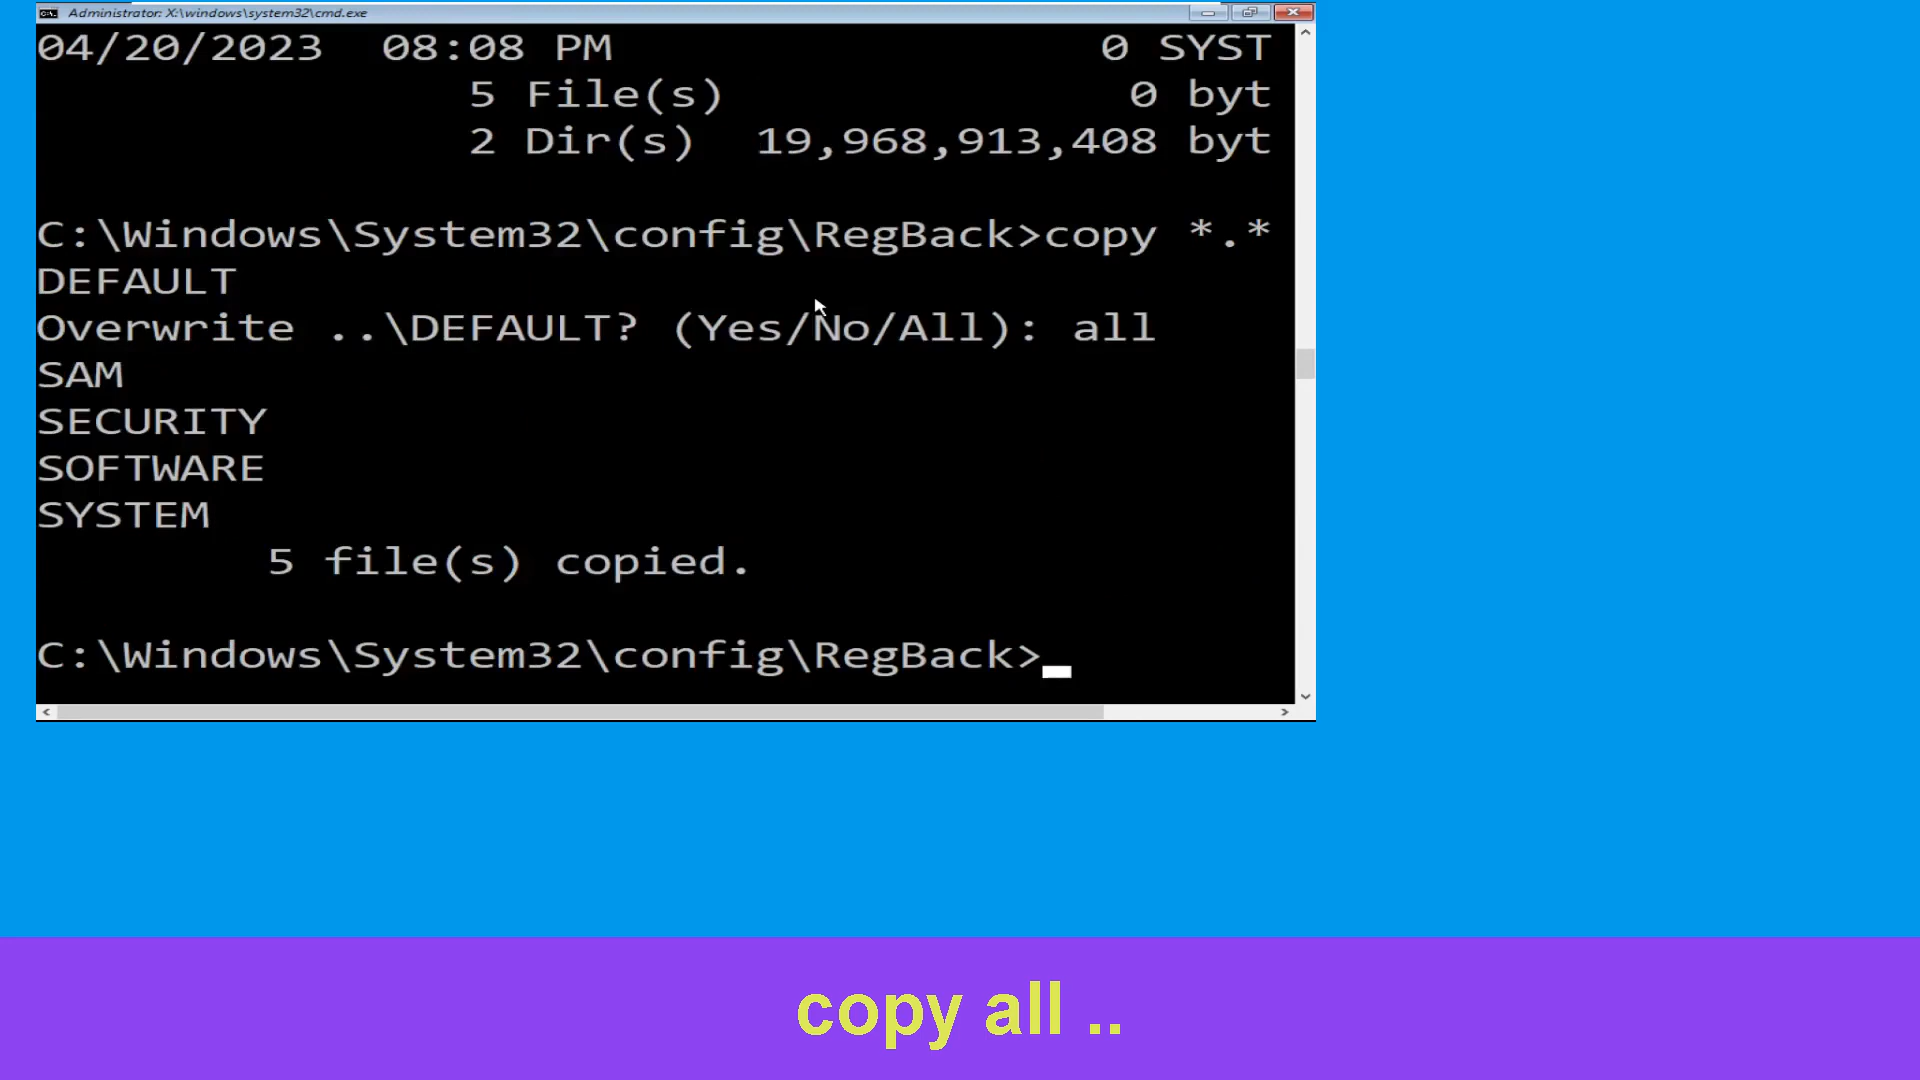 Administrator: X:\windows\system32\cmd.exe
04/20/2023  08:08 PM                 0 SYST
5 File(s)              0 byt
2 Dir(s)  19,968,913,408 byt
C:\Windows\System32\config\RegBack>copy *.*
DEFAULT
Overwrite ..\DEFAULT? (Yes/No/All): all
SAM
SECURITY
SOFTWARE
SYSTEM
5 file(s) copied.
C:\Windows\System32\config\RegBack>
copy all ..